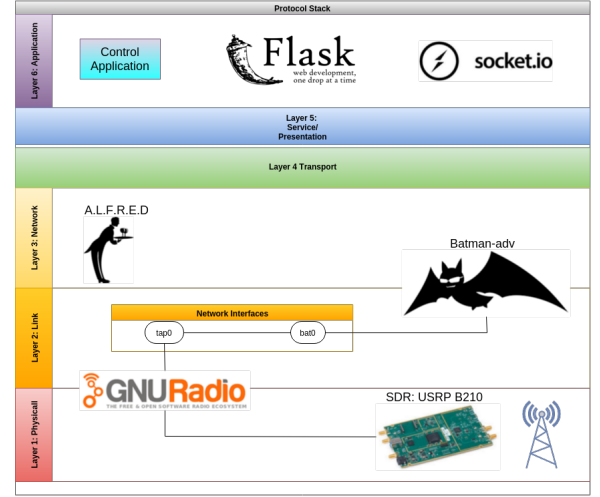 Protocol Stack
Layer 6: Application
Control
Application
Flask
web development,
one drop at a time
socket.io
Layer 5:
Service/
Presentation
Layer 4 Transport
Layer 3: Network
A.L.F.R.E.D
Batman-adv
Layer 2: Link
Network Interfaces
tap0
bat0
GNURadio
THE FREE & OPEN SOFTWARE RADIO ECOSYSTEM
Layer 1: Physicall
SDR: USRP B210